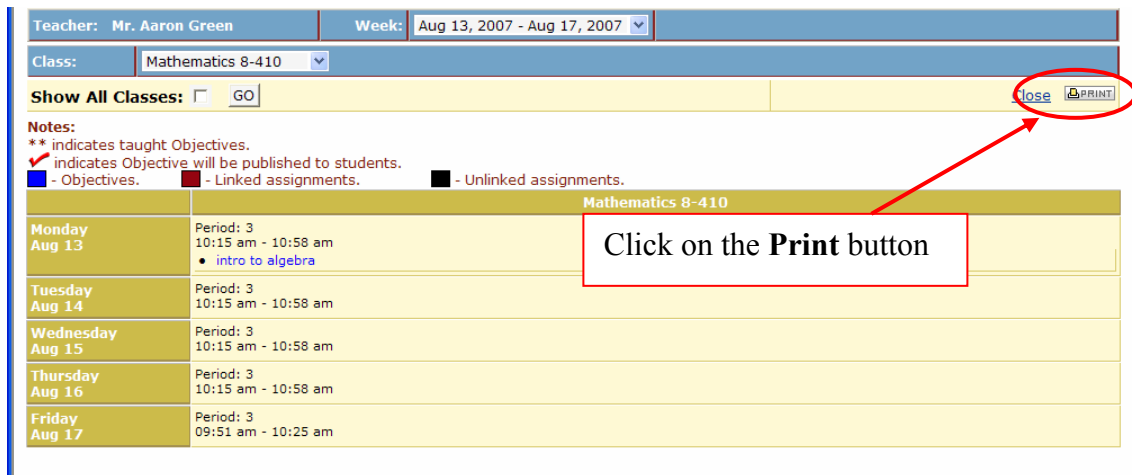 Teacher: Mr. Aaron Green Week: Aug 13, 2007 - Aug 17, 2007
Class: Mathematics 8-410
Show All Classes: GO Close PRINT
Notes:
** indicates taught Objectives.
indicates Objective will be published to students.
- Objectives. - Linked assignments. - Unlinked assignments.
Mathematics 8-410
Monday
Aug 13
Period: 3
10:15 am - 10:58 am
• intro to algebra
Click on the Print button
Tuesday
Aug 14
Period: 3
10:15 am - 10:58 am
Wednesday
Aug 15
Period: 3
10:15 am - 10:58 am
Thursday
Aug 16
Period: 3
10:15 am - 10:58 am
Friday
Aug 17
Period: 3
09:51 am - 10:25 am